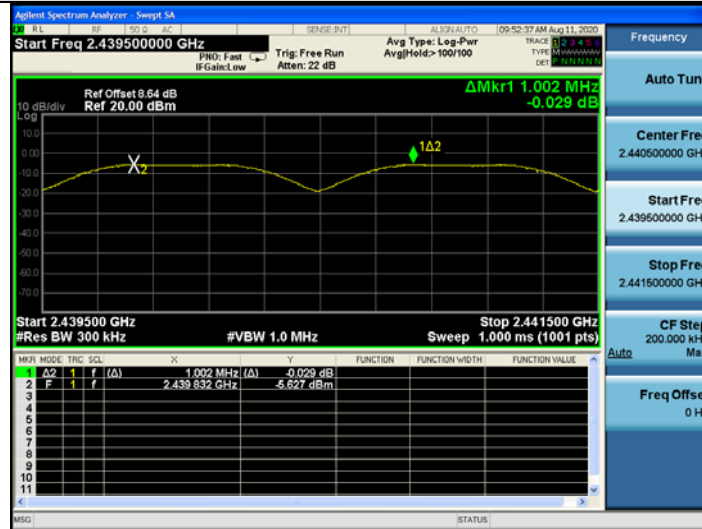 Agilent Spectrum Analyzer - Swept SA
RL RF 50 Ω AC SENSE:INT ALIGNAUTO 09:52:37 AM Aug 11, 2020
Start Freq 2.439500000 GHz
PNO: Fast
IFGain:Low
Trig: Free Run
Atten: 22 dB
Avg Type: Log-Pwr
Avg|Hold:>100/100
TRACE 1 2 3 4 5 6
TYPE
DET P N N N N N
Ref Offset 8.64 dB
10 dB/div Ref 20.00 dBm
Log
ΔMkr1 1.002 MHz
-0.029 dB
10.0
0.00
-10.0
-20.0
-30.0
-40.0
-50.0
-60.0
-70.0
X2
1Δ2
Start 2.439500 GHz Stop 2.441500 GHz
#Res BW 300 kHz #VBW 1.0 MHz Sweep 1.000 ms (1001 pts)
MKR MODE TRC SCL X Y FUNCTION FUNCTION WIDTH FUNCTION VALUE
1 Δ2 1 f (Δ) 1.002 MHz (Δ) -0.029 dB
2 F 1 f 2.439 832 GHz -5.627 dBm
3
4
5
6
7
8
9
10
11
MSG STATUS
Frequency
Auto Tun
Center Fre
2.440500000 GH
Start Fre
2.439500000 GH
Stop Fre
2.441500000 GH
CF Step
200.000 kH
Auto Ma
Freq Offse
0 H